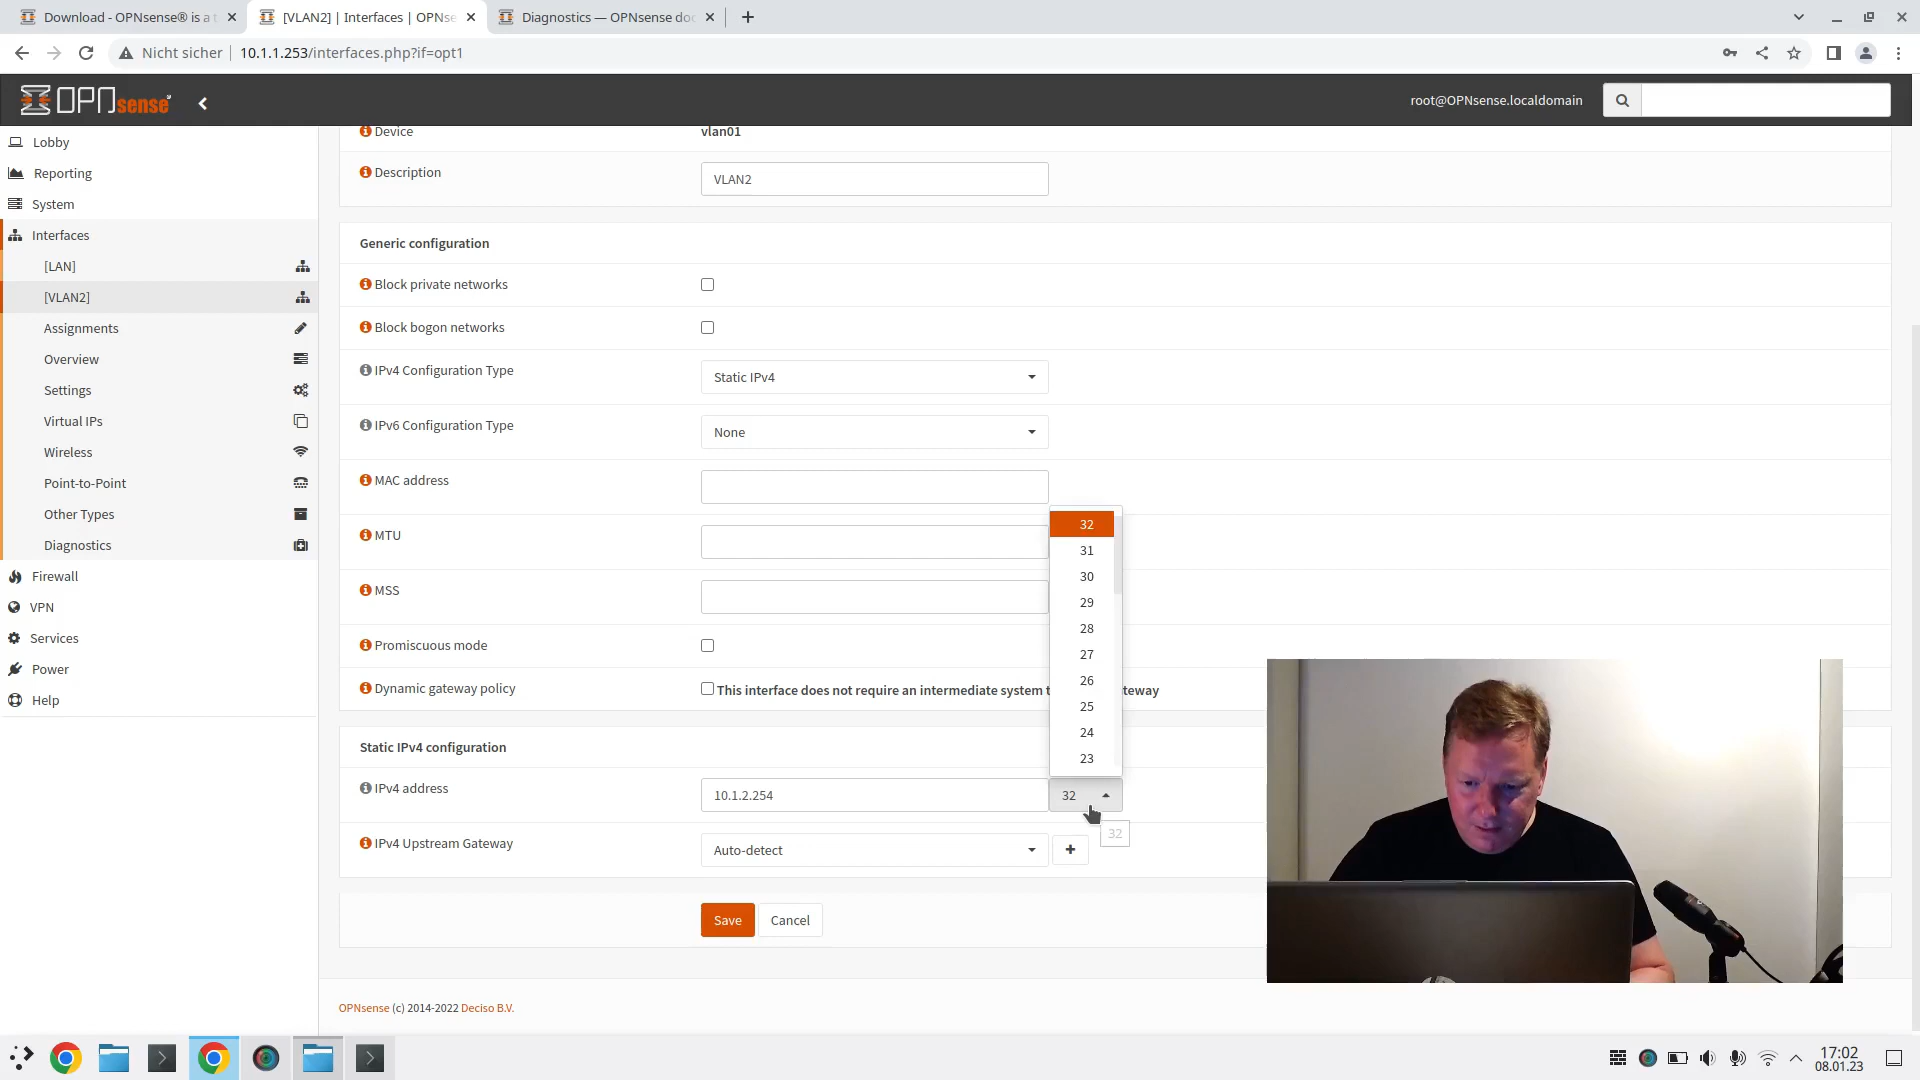 Download - OPNsense® is a t
[VLAN2] | Interfaces | OPNse
Diagnostics — OPNsense doc
Nicht sicher
10.1.1.253/interfaces.php?if=opt1
OPNsense
root@OPNsense.localdomain
Lobby
Reporting
System
Interfaces
[LAN]
[VLAN2]
Assignments
Overview
Settings
Virtual IPs
Wireless
Point-to-Point
Other Types
Diagnostics
Firewall
VPN
Services
Power
Help
Device
vlan01
Description
VLAN2
Generic configuration
Block private networks
Block bogon networks
IPv4 Configuration Type
Static IPv4
IPv6 Configuration Type
None
MAC address
MTU
MSS
Promiscuous mode
Dynamic gateway policy
This interface does not require an intermediate system t
teway
32
31
30
29
28
27
26
25
24
23
Static IPv4 configuration
IPv4 address
10.1.2.254
32
32
IPv4 Upstream Gateway
Auto-detect
Save
Cancel
OPNsense (c) 2014-2022 Deciso B.V.
17:02
08.01.23